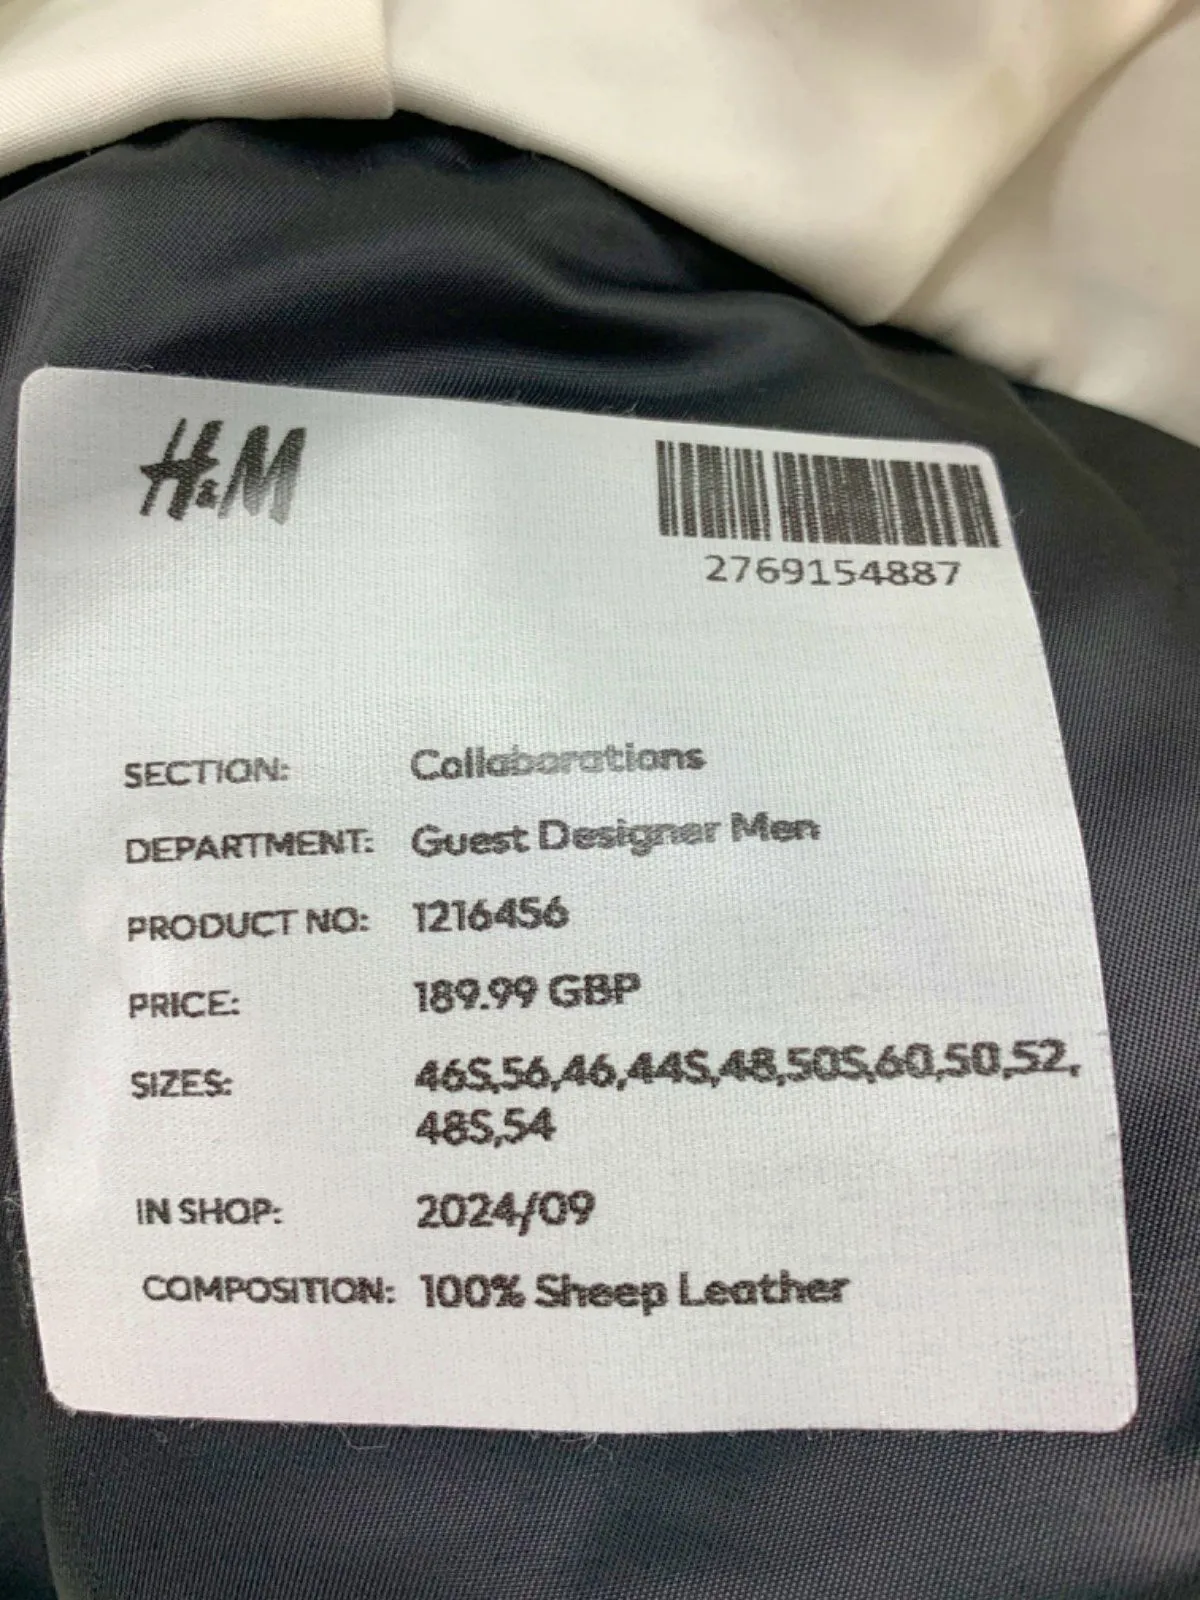 H&M
2769154887
SECTION: Collaborations
DEPARTMENT: Guest Designer Men
PRODUCT NO: 1216456
PRICE: 189.99 GBP
SIZES: 46S,56,46,44S,48,50S,60,50,52,
48S,54
IN SHOP: 2024/09
COMPOSITION: 100% Sheep Leather